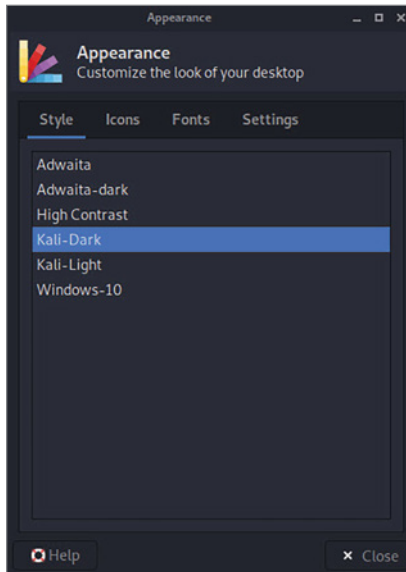 Appearance
Appearance
Customize the look of your desktop
Style Icons Fonts Settings
Adwaita
Adwaita-dark
High Contrast
Kali-Dark
Kali-Light
Windows-10
Help Close